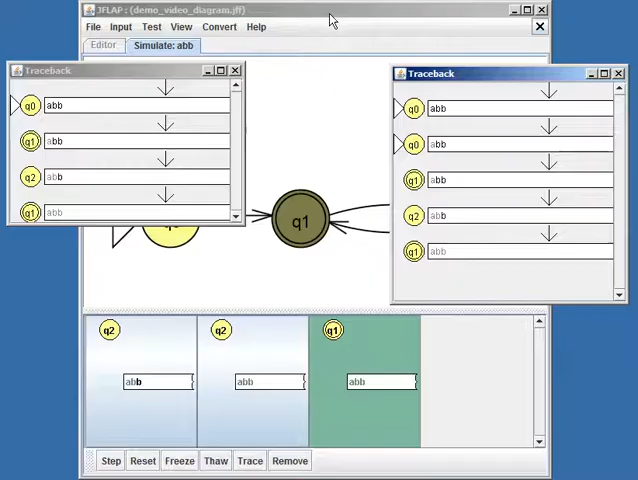 JFLAP : (demo_video_diagram.jff)
File Input Test View Convert Help
Editor Simulate: abb
Traceback
q0 abb
q1 abb
q2 abb
q1 abb
Traceback
q0 abb
q0 abb
q1 abb
q2 abb
q1 abb
q1
q2 abb
q2 abb
q1 abb
Step Reset Freeze Thaw Trace Remove